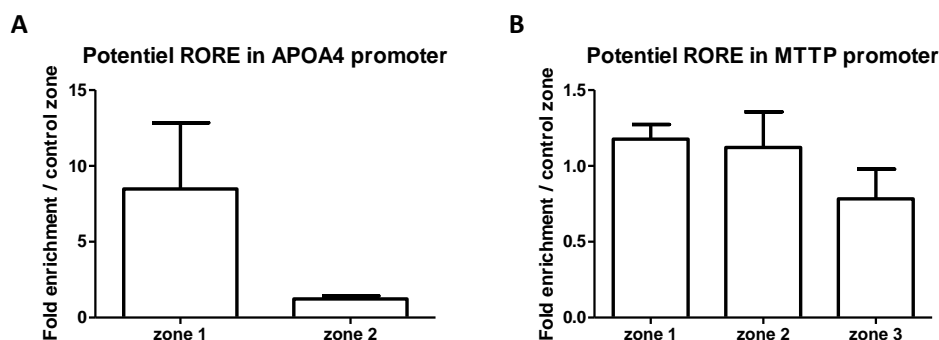 A
Potentiel RORE in APOA4 promoter
Fold enrichment / control zone
15
10
5
0
zone 1
zone 2
B
Potentiel RORE in MTTP promoter
Fold enrichment / control zone
1.5
1.0
0.5
0.0
zone 1
zone 2
zone 3